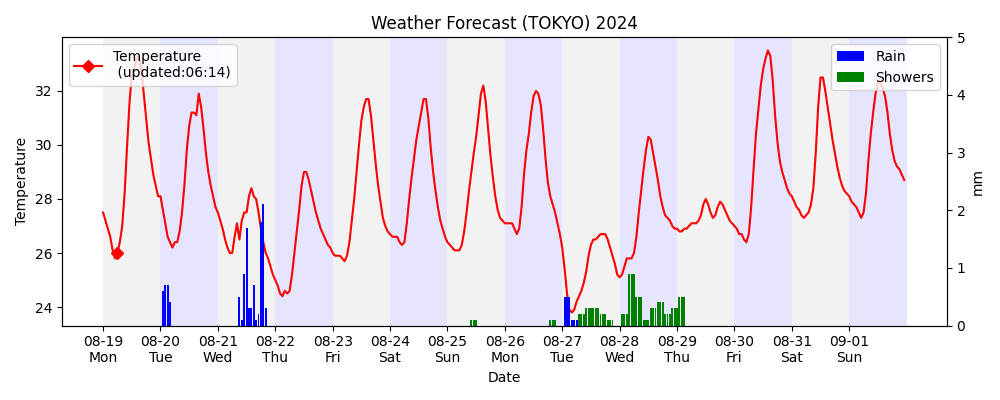 Weather Forecast (TOKYO) 2024
Temperature
(updated:06:14)
Rain
Showers
Temperature
32
30
28
26
24
5
4
3
2
1
0
mm
08-19 08-20 08-21 08-22 08-23 08-24 08-25 08-26 08-27 08-28 08-29 08-30 08-31 09-01
Mon Tue Wed Thu Fri Sat Sun Mon Tue Wed Thu Fri Sat Sun
Date